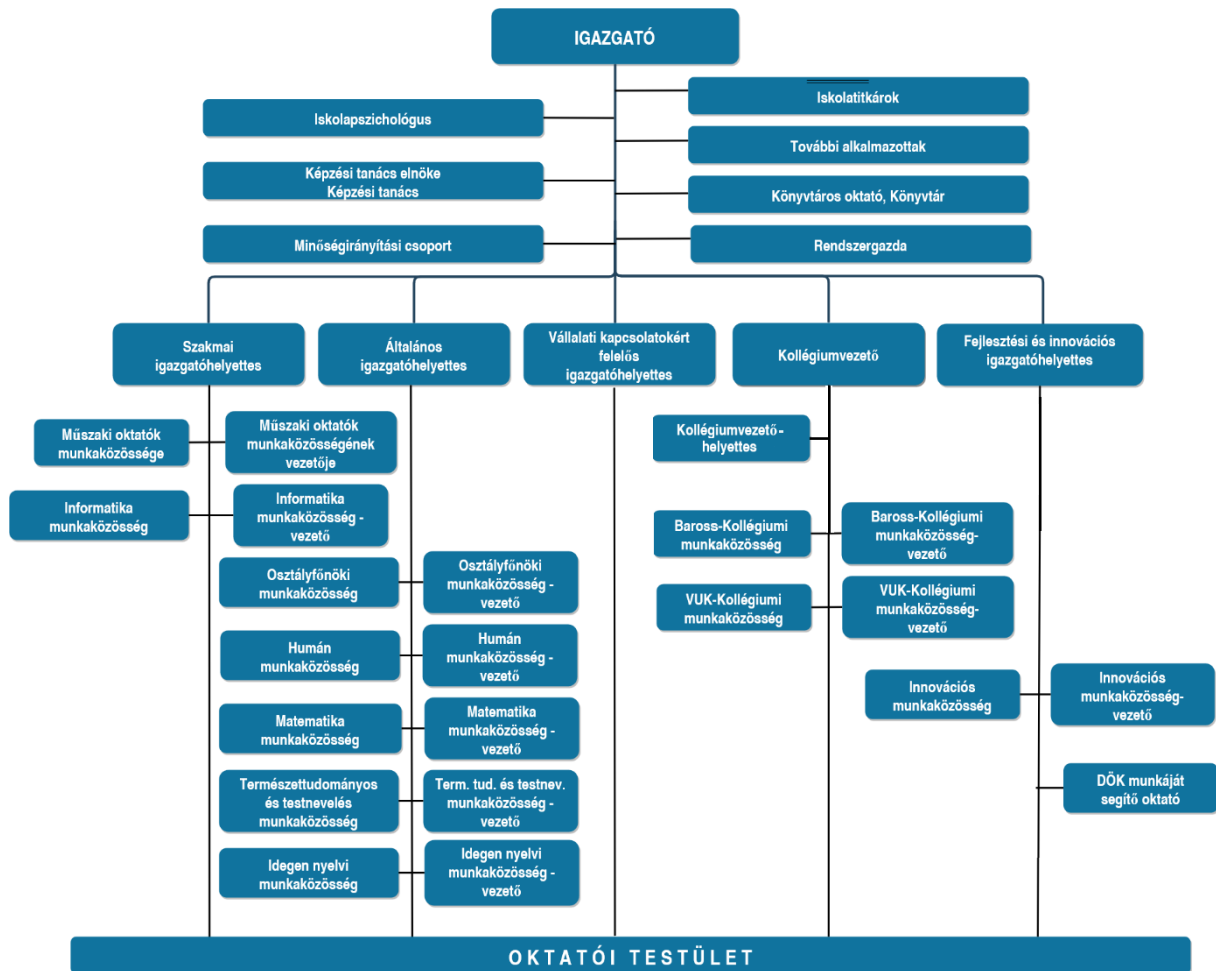 IGAZGATÓ
Iskolatitkárok
Iskolapszichológus
További alkalmazottak
Képzési tanács elnöke
Képzési tanács
Könyvtáros oktató, Könyvtár
Minőségirányítási csoport
Rendszergazda
Szakmai
igazgatóhelyettes
Általános
igazgatóhelyettes
Vállalati kapcsolatokért
felelős
igazgatóhelyettes
Kollégiumvezető
Fejlesztési és innovációs
igazgatóhelyettes
Műszaki oktatók
munkaközössége
Műszaki oktatók
munkaközösségének
vezetője
Informatika
munkaközösség
Informatika
munkaközösség -
vezető
Osztályfőnöki
munkaközösség
Osztályfőnöki
munkaközösség -
vezető
Humán
munkaközösség
Humán
munkaközösség -
vezető
Matematika
munkaközösség
Matematika
munkaközösség -
vezető
Természettudományos
és testnevelés
munkaközösség
Term. tud. és testnev.
munkaközösség -
vezető
Idegen nyelvi
munkaközösség
Idegen nyelvi
munkaközösség -
vezető
Kollégiumvezető-
helyettes
Baross-Kollégiumi
munkaközösség
Baross-Kollégiumi
munkaközösség-
vezető
VUK-Kollégiumi
munkaközösség
VUK-Kollégiumi
munkaközösség-
vezető
Innovációs
munkaközösség
Innovációs
munkaközösség-
vezető
DÖK munkáját
segítő oktató
OKTATÓI TESTÜLET